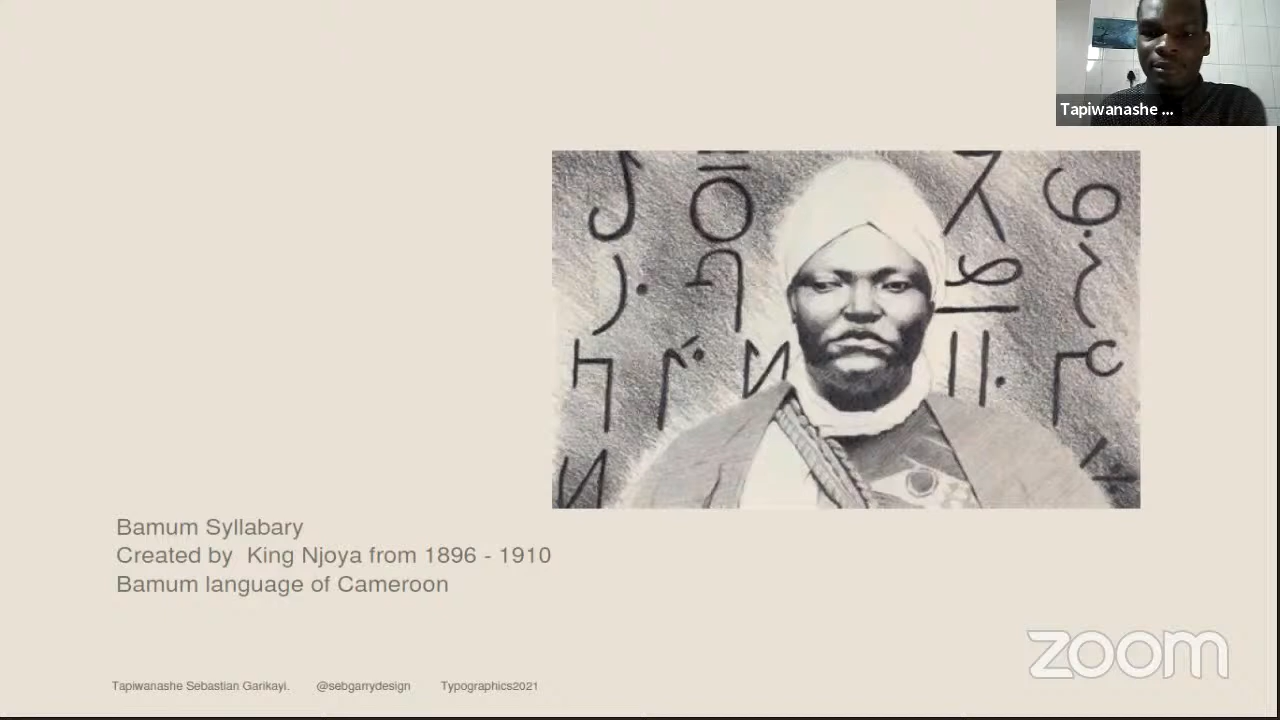 Tapiwanashe ...
Bamum Syllabary
Created by  King Njoya from 1896 - 1910
Bamum language of Cameroon
Tapiwanashe Sebastian Garikayi. @sebgarrydesign Typographics2021
zoom